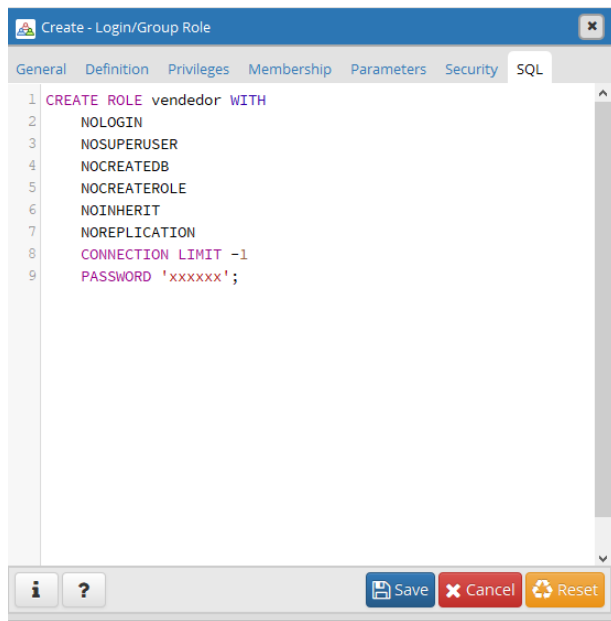 Create - Login/Group Role
General Definition Privileges Membership Parameters Security SQL
1 CREATE ROLE vendedor WITH
2 NOLOGIN
3 NOSUPERUSER
4 NOCREATEDB
5 NOCREATEROLE
6 NOINHERIT
7 NOREPLICATION
8 CONNECTION LIMIT -1
9 PASSWORD 'xxxxxx';
i ? Save Cancel Reset